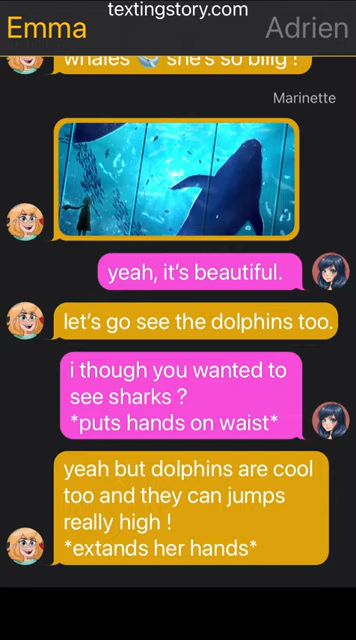 textingstory.com
Emma
Adrien
whales she's so biiig !
Marinette
yeah, it's beautiful.
let's go see the dolphins too.
i though you wanted to
see sharks ?
*puts hands on waist*
yeah but dolphins are cool
too and they can jumps
really high !
*extands her hands*